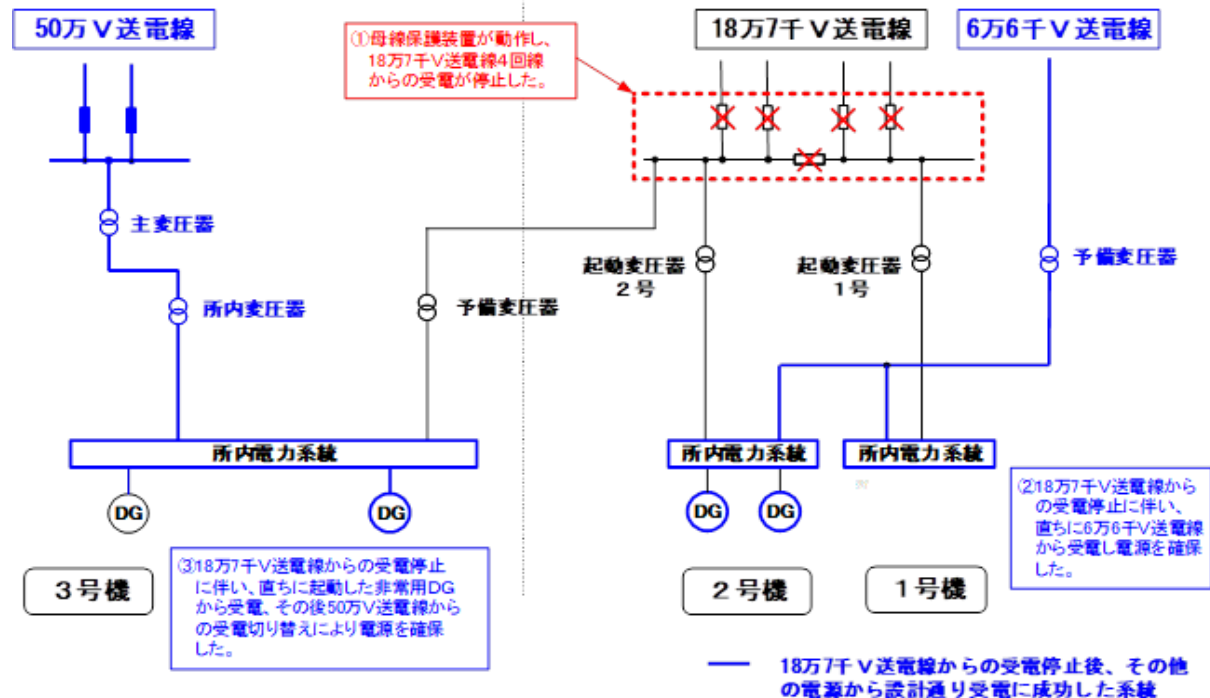 50万V送電線
①母線保護装置が動作し、
18万7千V送電線4回線
からの受電が停止した。
18万7千V送電線
6万6千V送電線
主変圧器
所内変圧器
予備変圧器
起動変圧器
2号
起動変圧器
1号
予備変圧器
所内電力系統
所内電力系統
所内電力系統
DG
DG
DG
DG
②18万7千V送電線から
の受電停止に伴い、
直ちに6万6千V送電線
から受電し電源を確保
した。
③18万7千V送電線からの受電停止
に伴い、直ちに起動した非常用DG
から受電、その後50万V送電線から
の受電切り替えにより電源を確保
した。
3号機
2号機
1号機
18万7千V送電線からの受電停止後、その他
の電源から設計通り受電に成功した系統